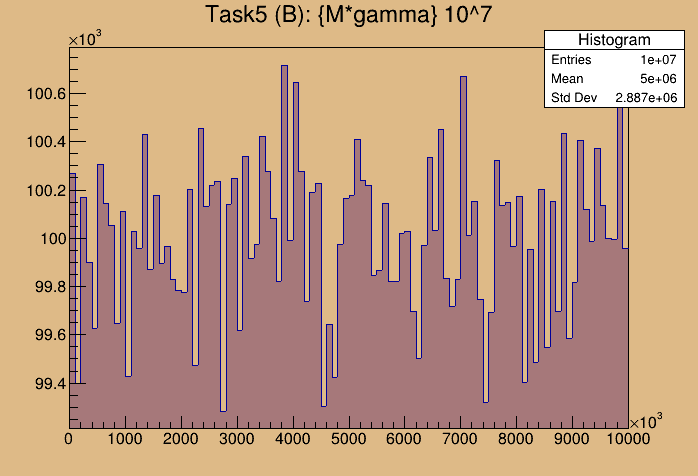 Task5 (B): {M*gamma} 10^7
×10³
Histogram
Entries 1e+07
Mean 5e+06
Std Dev 2.887e+06
100.6
100.4
100.2
100
99.8
99.6
99.4
0 1000 2000 3000 4000 5000 6000 7000 8000 9000 10000
×10³